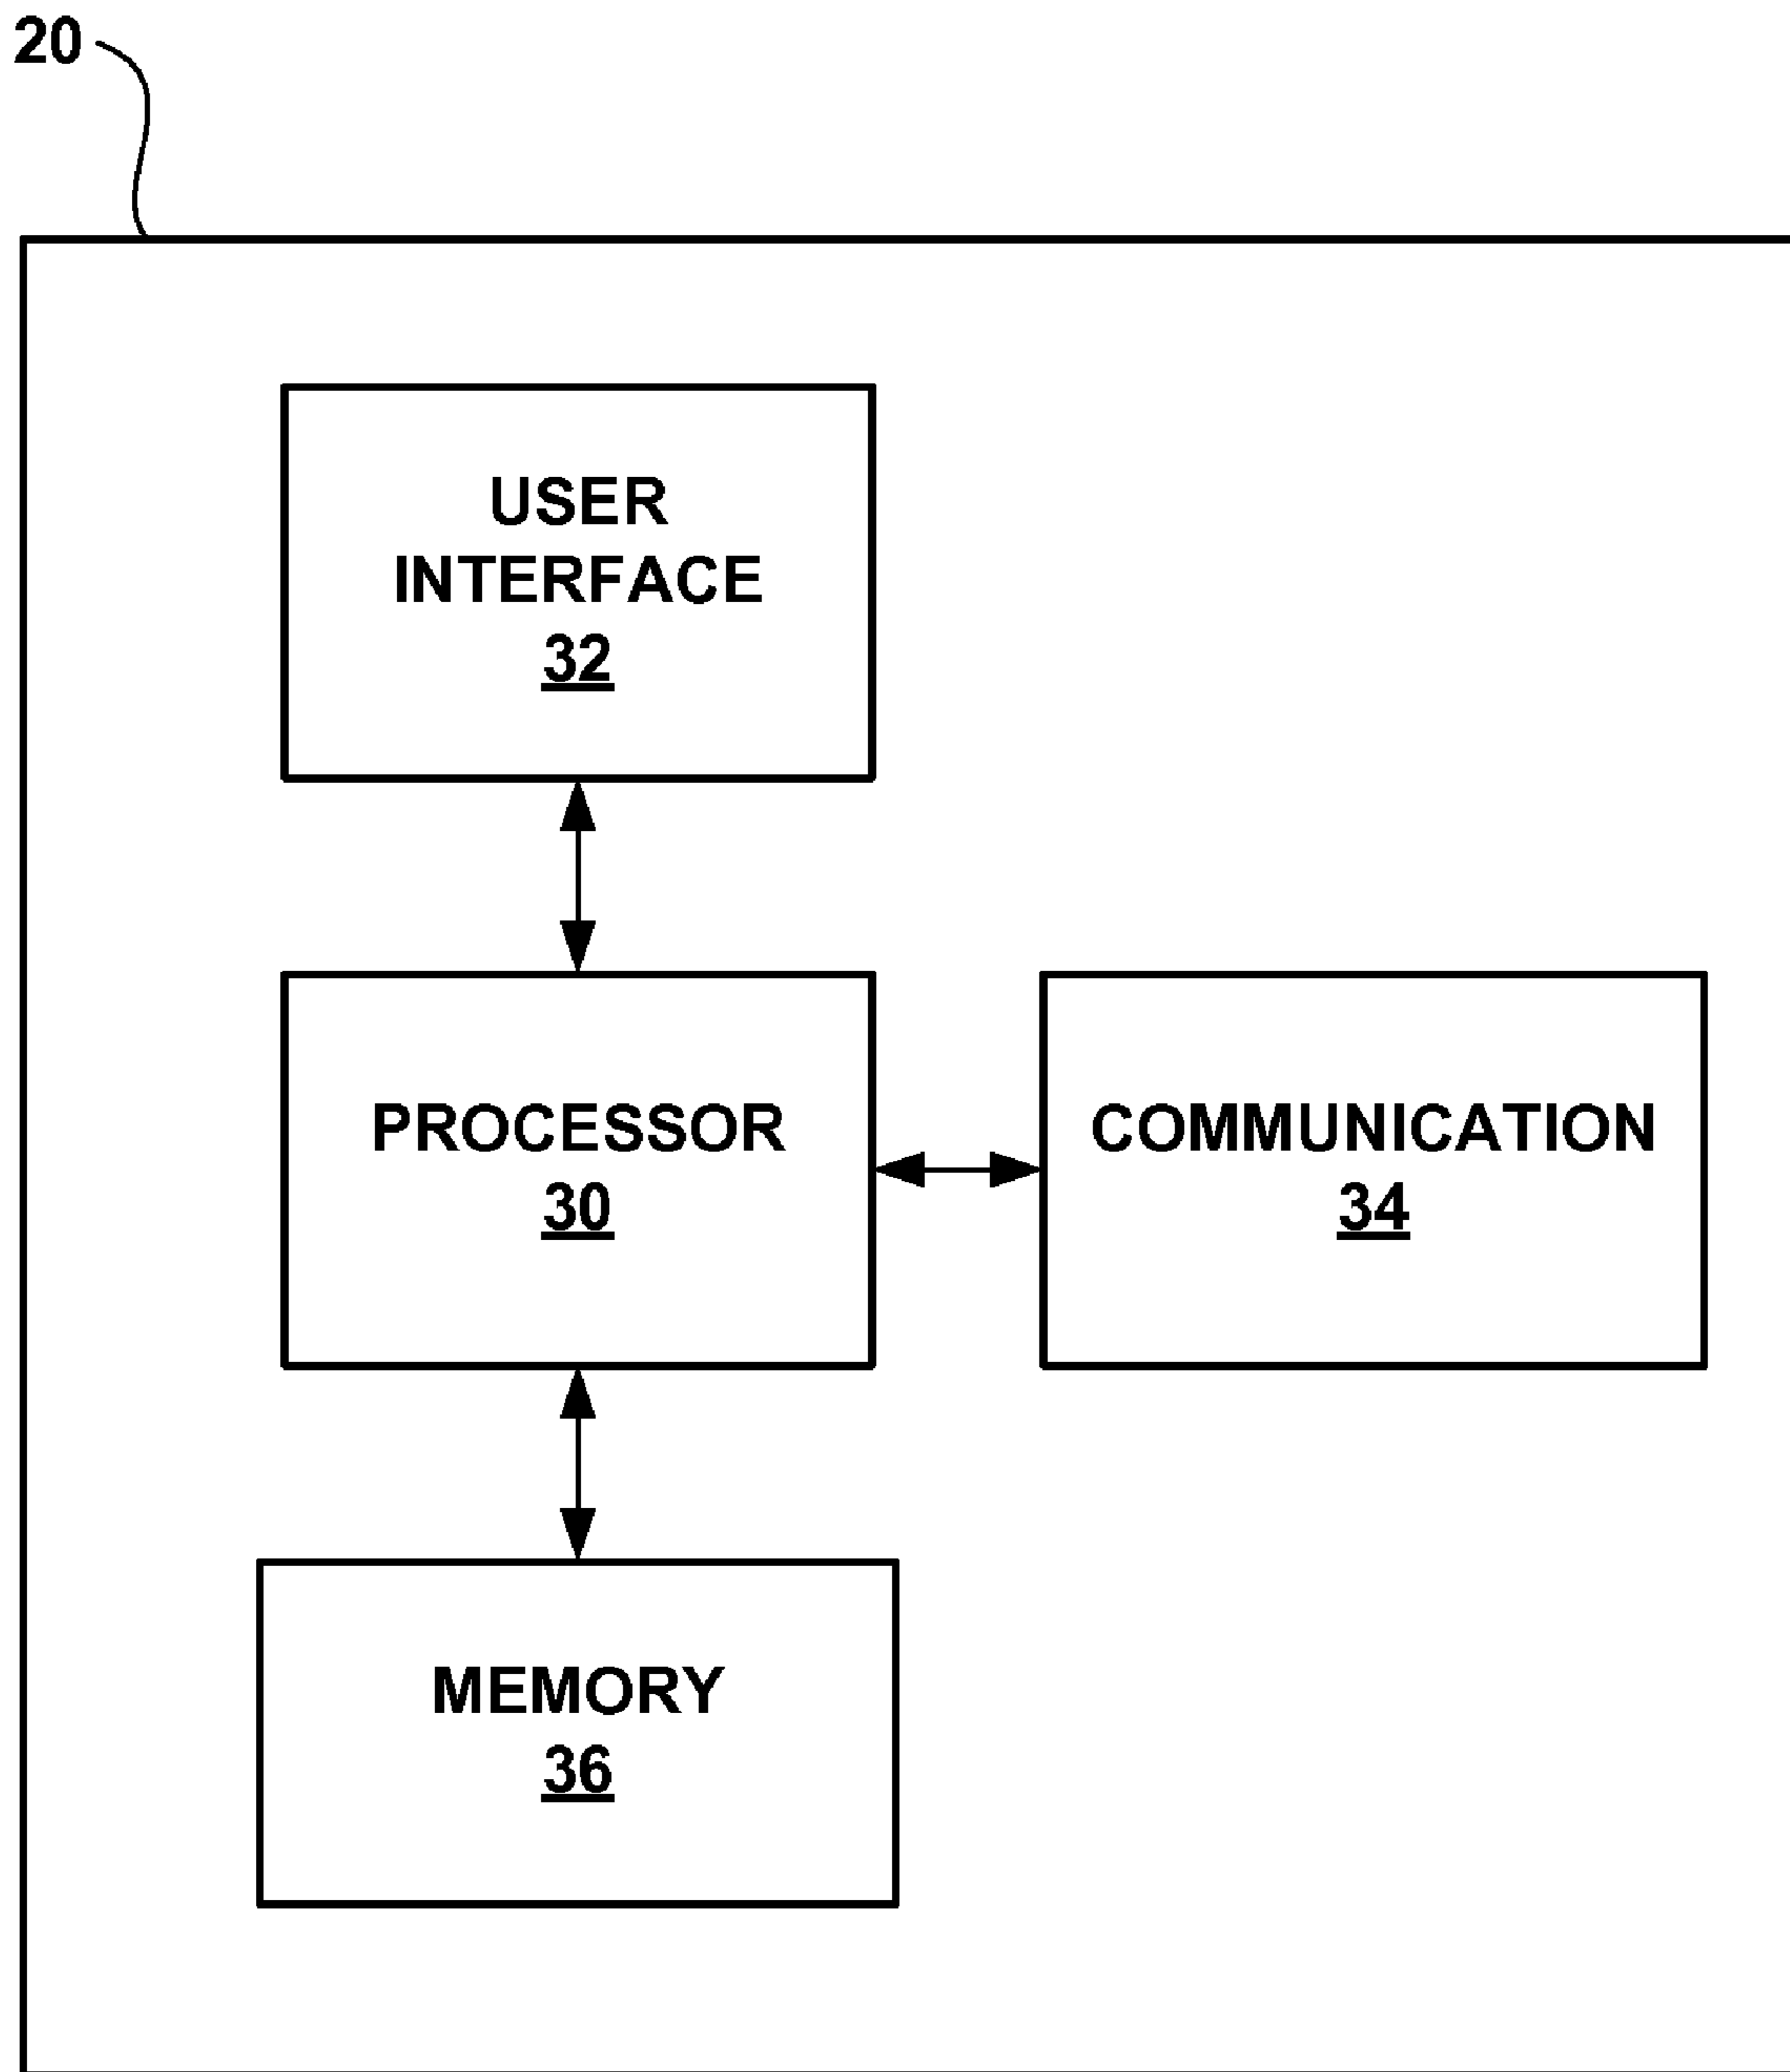 20
USER
INTERFACE
32
PROCESSOR
30
COMMUNICATION
34
MEMORY
36